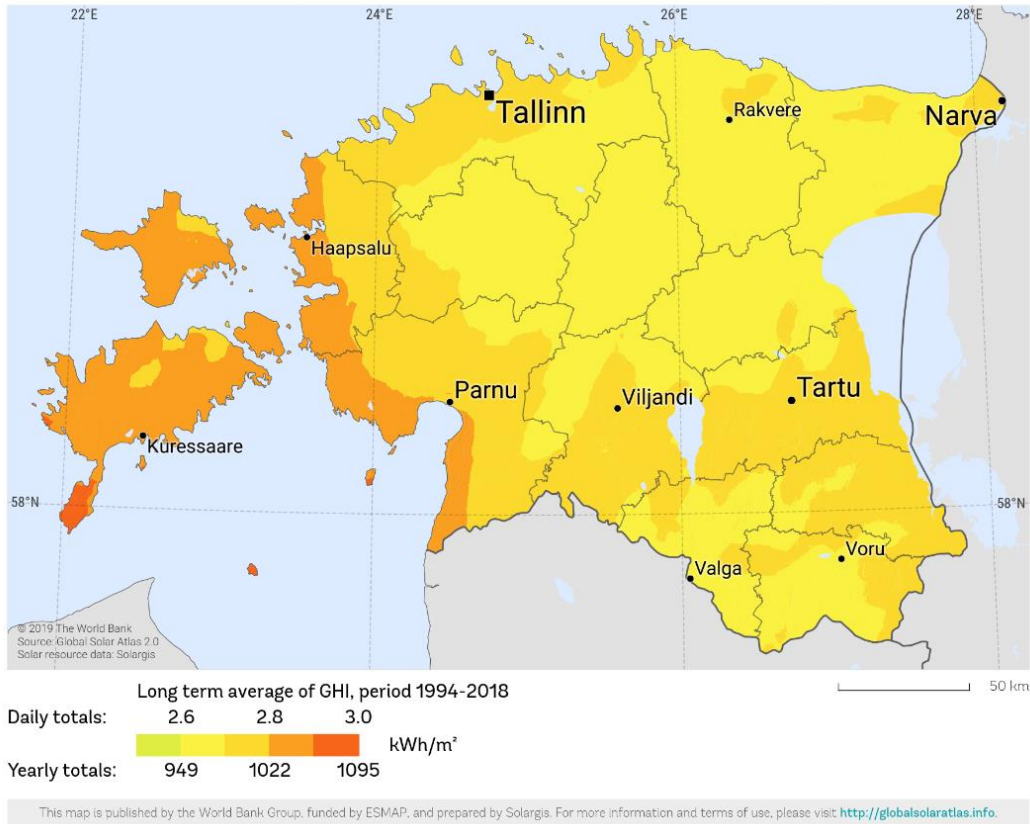 22°E 24°E 26°E 28°E
Tallinn
Rakvere
Narva
Haapsalu
Parnu
Viljandi
Tartu
Kuressaare
58°N 58°N
Voru
Valga
© 2019 The World Bank
Source: Global Solar Atlas 2.0
Solar resource data: Solargis
50 km
Long term average of GHI, period 1994-2018
Daily totals: 2.6 2.8 3.0
kWh/m²
Yearly totals: 949 1022 1095
This map is published by the World Bank Group, funded by ESMAP, and prepared by Solargis. For more information and terms of use, please visit http://globalsolaratlas.info.